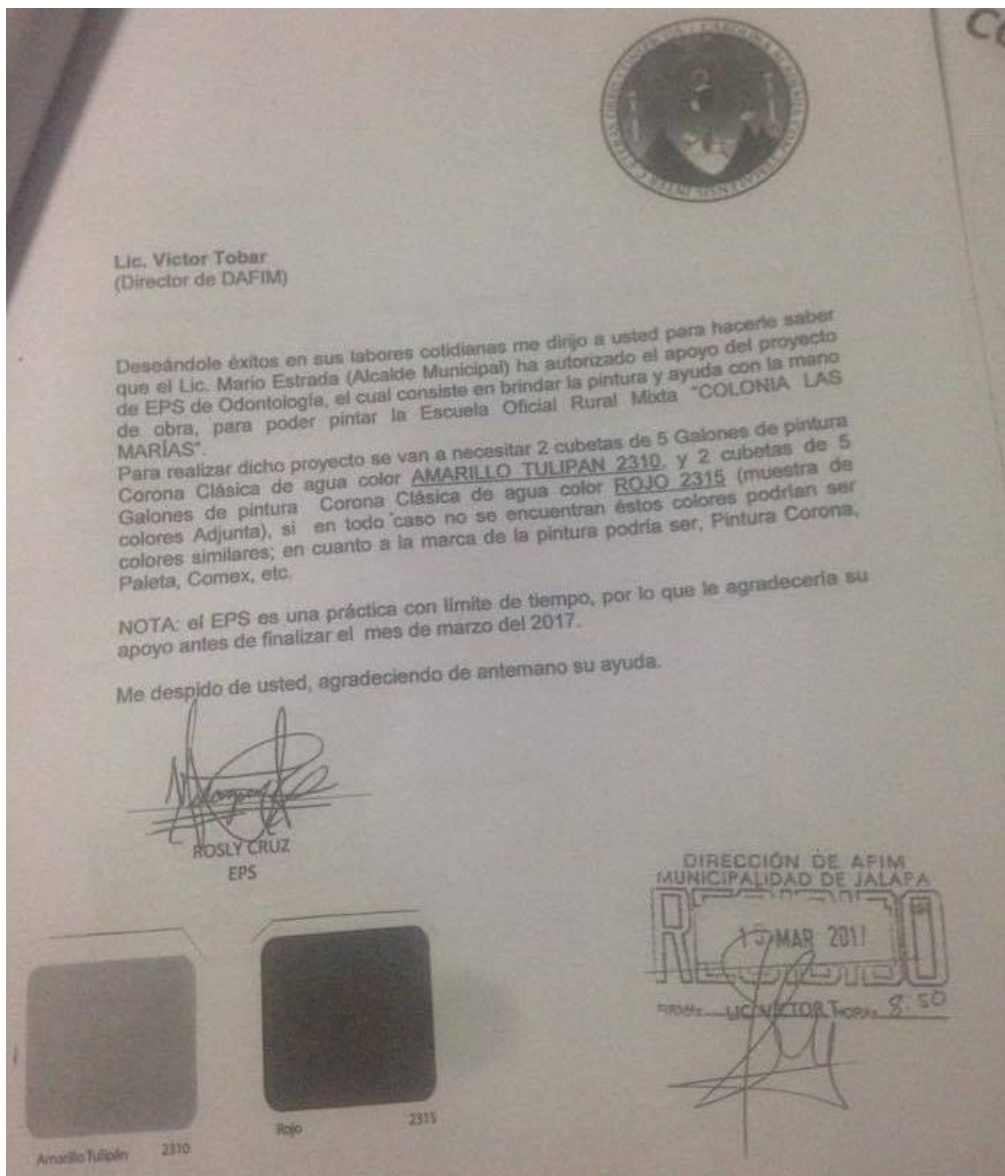 Lic. Victor Tobar
(Director de DAFIM)
Deseándole éxitos en sus labores cotidianas me dirijo a usted para hacerle saber
que el Lic. Mario Estrada (Alcalde Municipal) ha autorizado el apoyo del proyecto
de EPS de Odontología, el cual consiste en brindar la pintura y ayuda con la mano
de obra, para poder pintar la Escuela Oficial Rural Mixta "COLONIA LAS
MARÍAS".
Para realizar dicho proyecto se van a necesitar 2 cubetas de 5 Galones de pintura
Corona Clásica de agua color AMARILLO TULIPAN 2310, y 2 cubetas de 5
Galones de pintura Corona Clásica de agua color ROJO 2315 (muestra de
colores Adjunta), si en todo caso no se encuentran éstos colores podrían ser
colores similares; en cuanto a la marca de la pintura podría ser, Pintura Corona,
Paleta, Comex, etc.
NOTA: el EPS es una práctica con límite de tiempo, por lo que le agradecería su
apoyo antes de finalizar el mes de marzo del 2017.
Me despido de usted, agradeciendo de antemano su ayuda.
ROSLY CRUZ
EPS
DIRECCIÓN DE AFIM
MUNICIPALIDAD DE JALAPA
MAR 2017
LIC. VICTOR T. HORA: 8:50
Amarillo Tulipán 2310
Rojo 2315